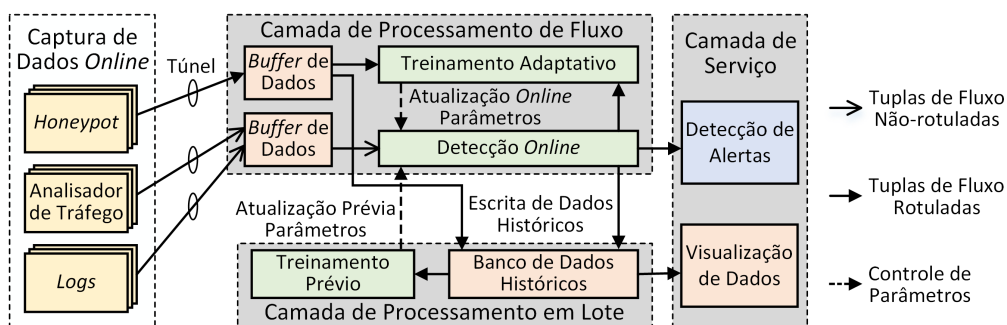 Captura de
Dados Online
Honeypot
Analisador
de Tráfego
Logs
Túnel
Camada de Processamento de Fluxo
Buffer de
Dados
Buffer de
Dados
Treinamento Adaptativo
Atualização Online
Parâmetros
Detecção Online
Atualização Prévia
Parâmetros
Escrita de Dados
Históricos
Treinamento
Prévio
Banco de Dados
Históricos
Camada de Processamento em Lote
Camada de
Serviço
Detecção de
Alertas
Visualização
de Dados
Tuplas de Fluxo
Não-rotuladas
Tuplas de Fluxo
Rotuladas
Controle de
Parâmetros